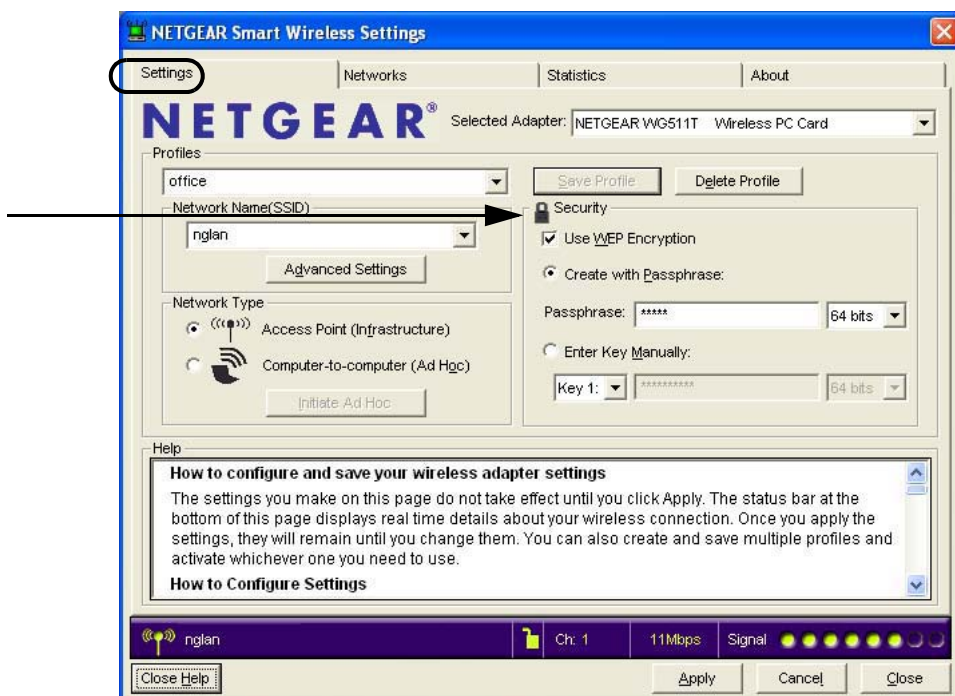 NETGEAR Smart Wireless Settings
Settings
Networks
Statistics
About
NETGEAR®
Selected Adapter: NETGEAR WG511T Wireless PC Card
Profiles
office
Save Profile
Delete Profile
Network Name(SSID)
nglan
Advanced Settings
Security
Use WEP Encryption
Create with Passphrase:
Passphrase: ***** 64 bits
Enter Key Manually:
Key 1: ********** 64 bits
Network Type
Access Point (Infrastructure)
Computer-to-computer (Ad Hoc)
Initiate Ad Hoc
Help
How to configure and save your wireless adapter settings
The settings you make on this page do not take effect until you click Apply. The status bar at the
bottom of this page displays real time details about your wireless connection. Once you apply the
settings, they will remain until you change them. You can also create and save multiple profiles and
activate whichever one you need to use.
How to Configure Settings
nglan
Ch: 1
11Mbps
Signal
Close Help
Apply
Cancel
Close